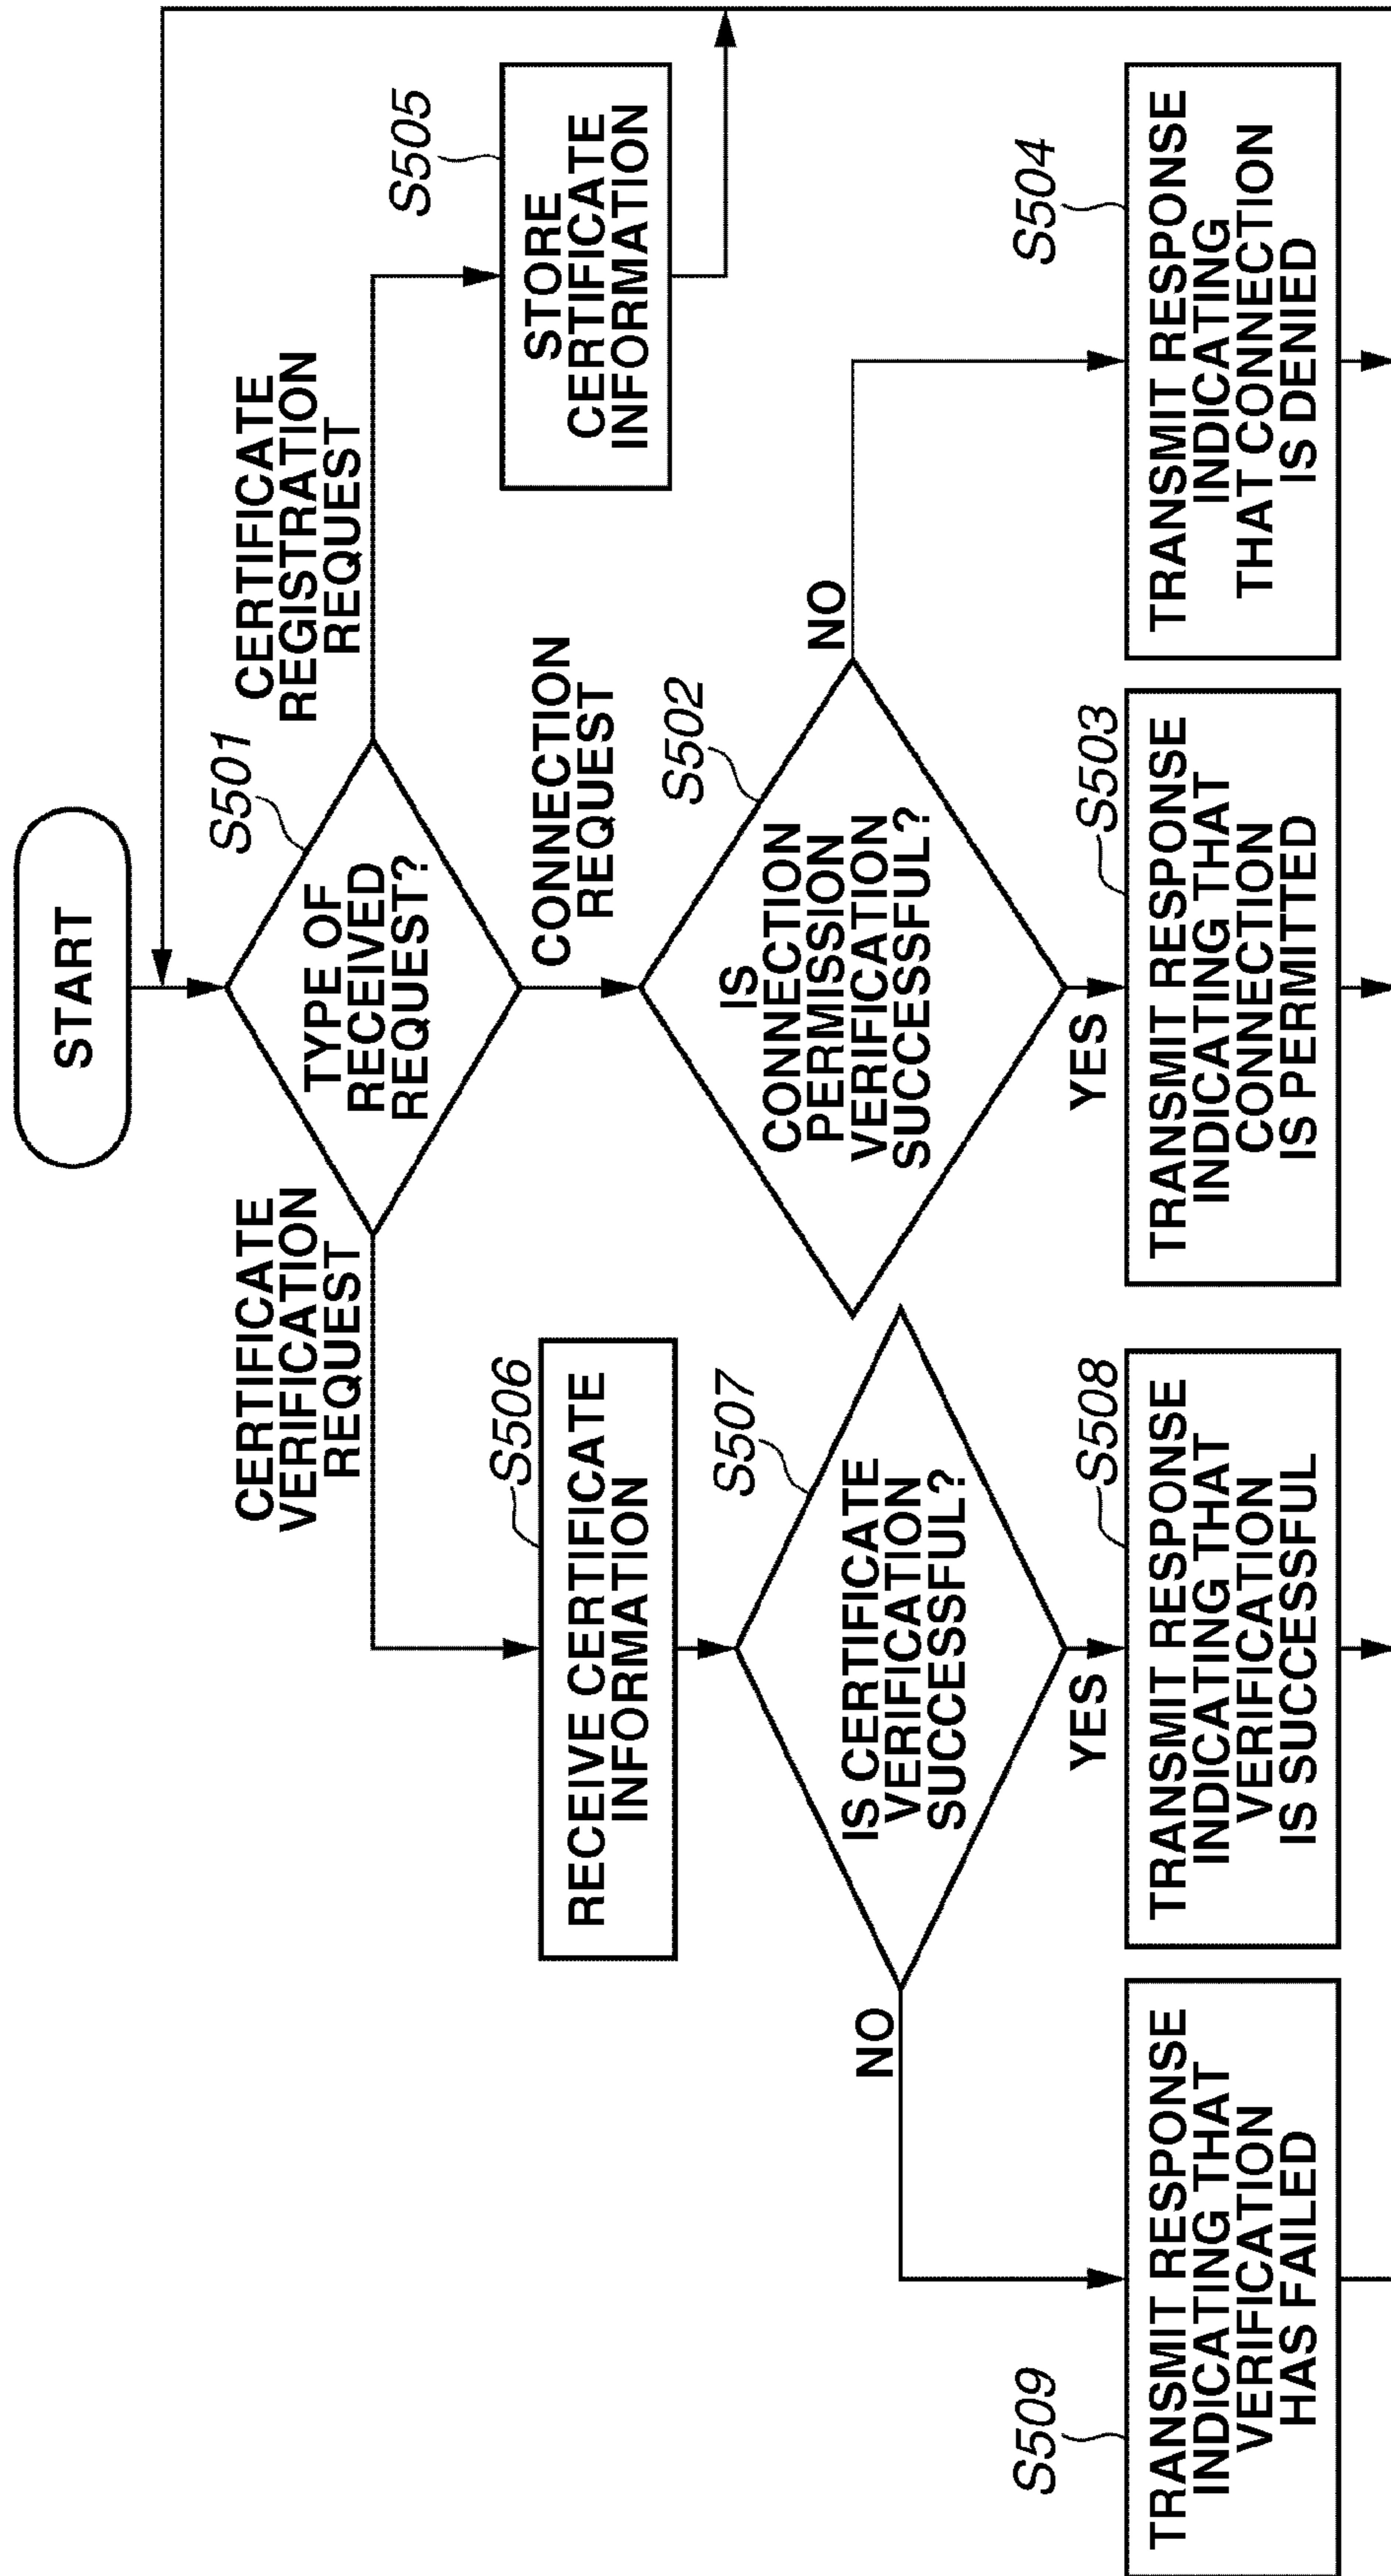 START
S501
TYPE OF
RECEIVED
REQUEST?
CERTIFICATE
VERIFICATION
REQUEST
CERTIFICATE
REGISTRATION
REQUEST
CONNECTION
REQUEST
S505
STORE
CERTIFICATE
INFORMATION
S506
RECEIVE CERTIFICATE
INFORMATION
S502
IS
CONNECTION
PERMISSION
VERIFICATION
SUCCESSFUL?
NO
YES
S507
IS CERTIFICATE
VERIFICATION
SUCCESSFUL?
NO
YES
S509
TRANSMIT RESPONSE
INDICATING THAT
VERIFICATION
HAS FAILED
S508
TRANSMIT RESPONSE
INDICATING THAT
VERIFICATION
IS SUCCESSFUL
S503
TRANSMIT RESPONSE
INDICATING THAT
CONNECTION
IS PERMITTED
S504
TRANSMIT RESPONSE
INDICATING
THAT CONNECTION
IS DENIED